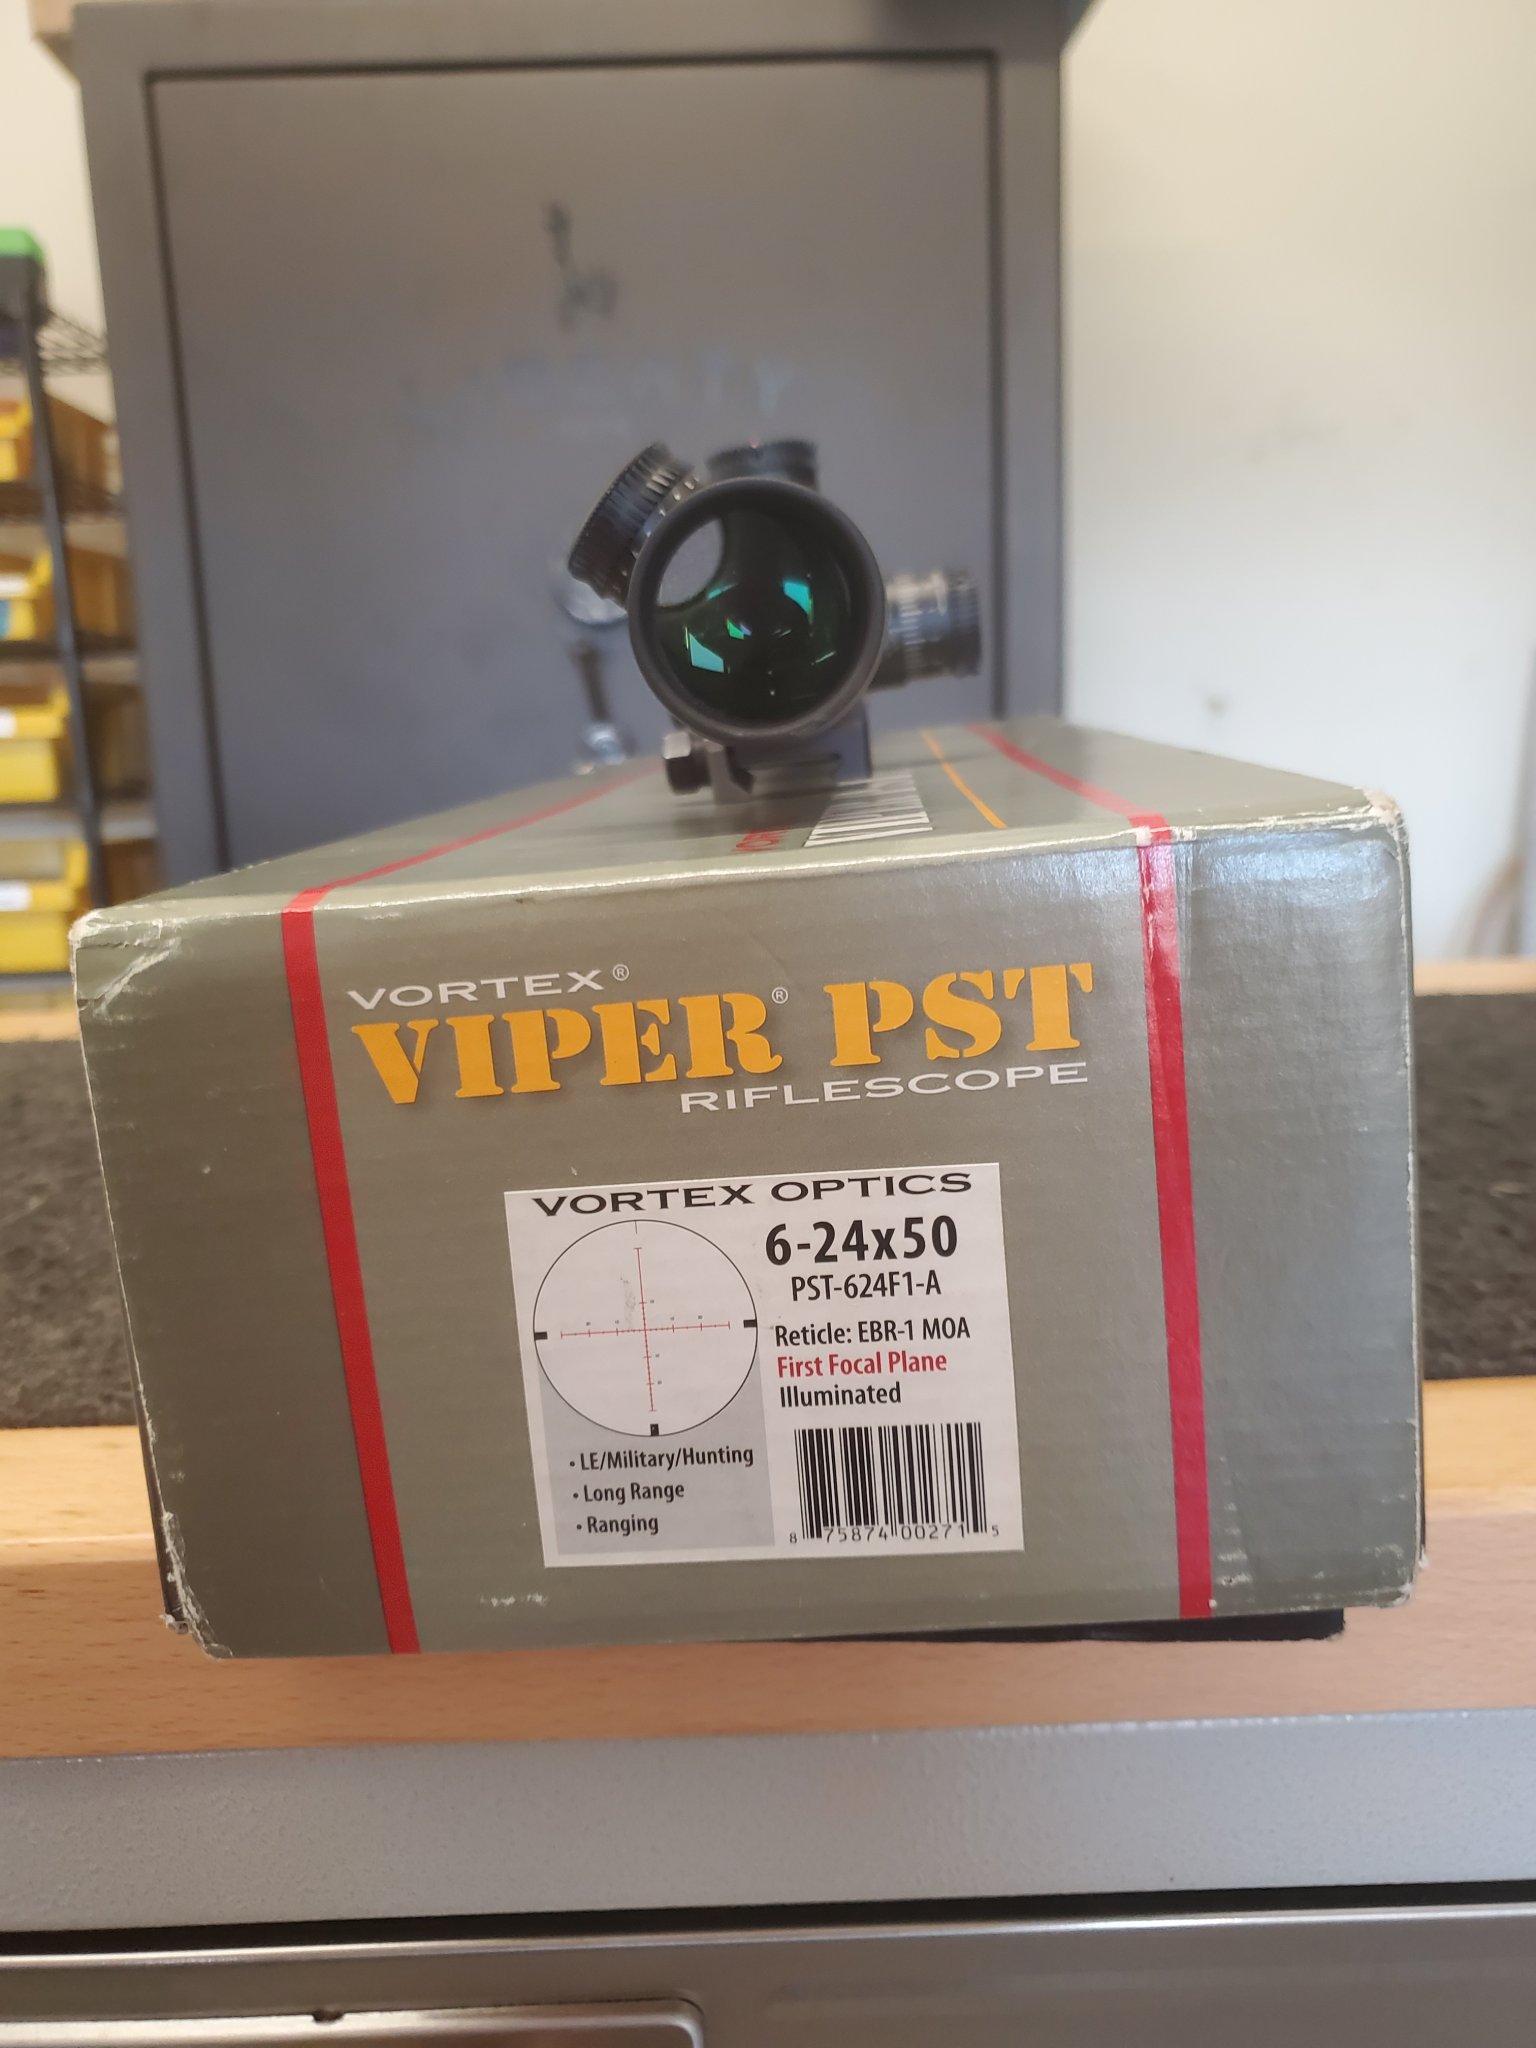 LIBERTY
VORTEX®
VIPER® PST
RIFLESCOPE
VORTEX OPTICS
6-24x50
PST-624F1-A
Reticle: EBR-1 MOA
First Focal Plane
Illuminated
• LE/Military/Hunting
• Long Range
• Ranging
8 75874 00271 5